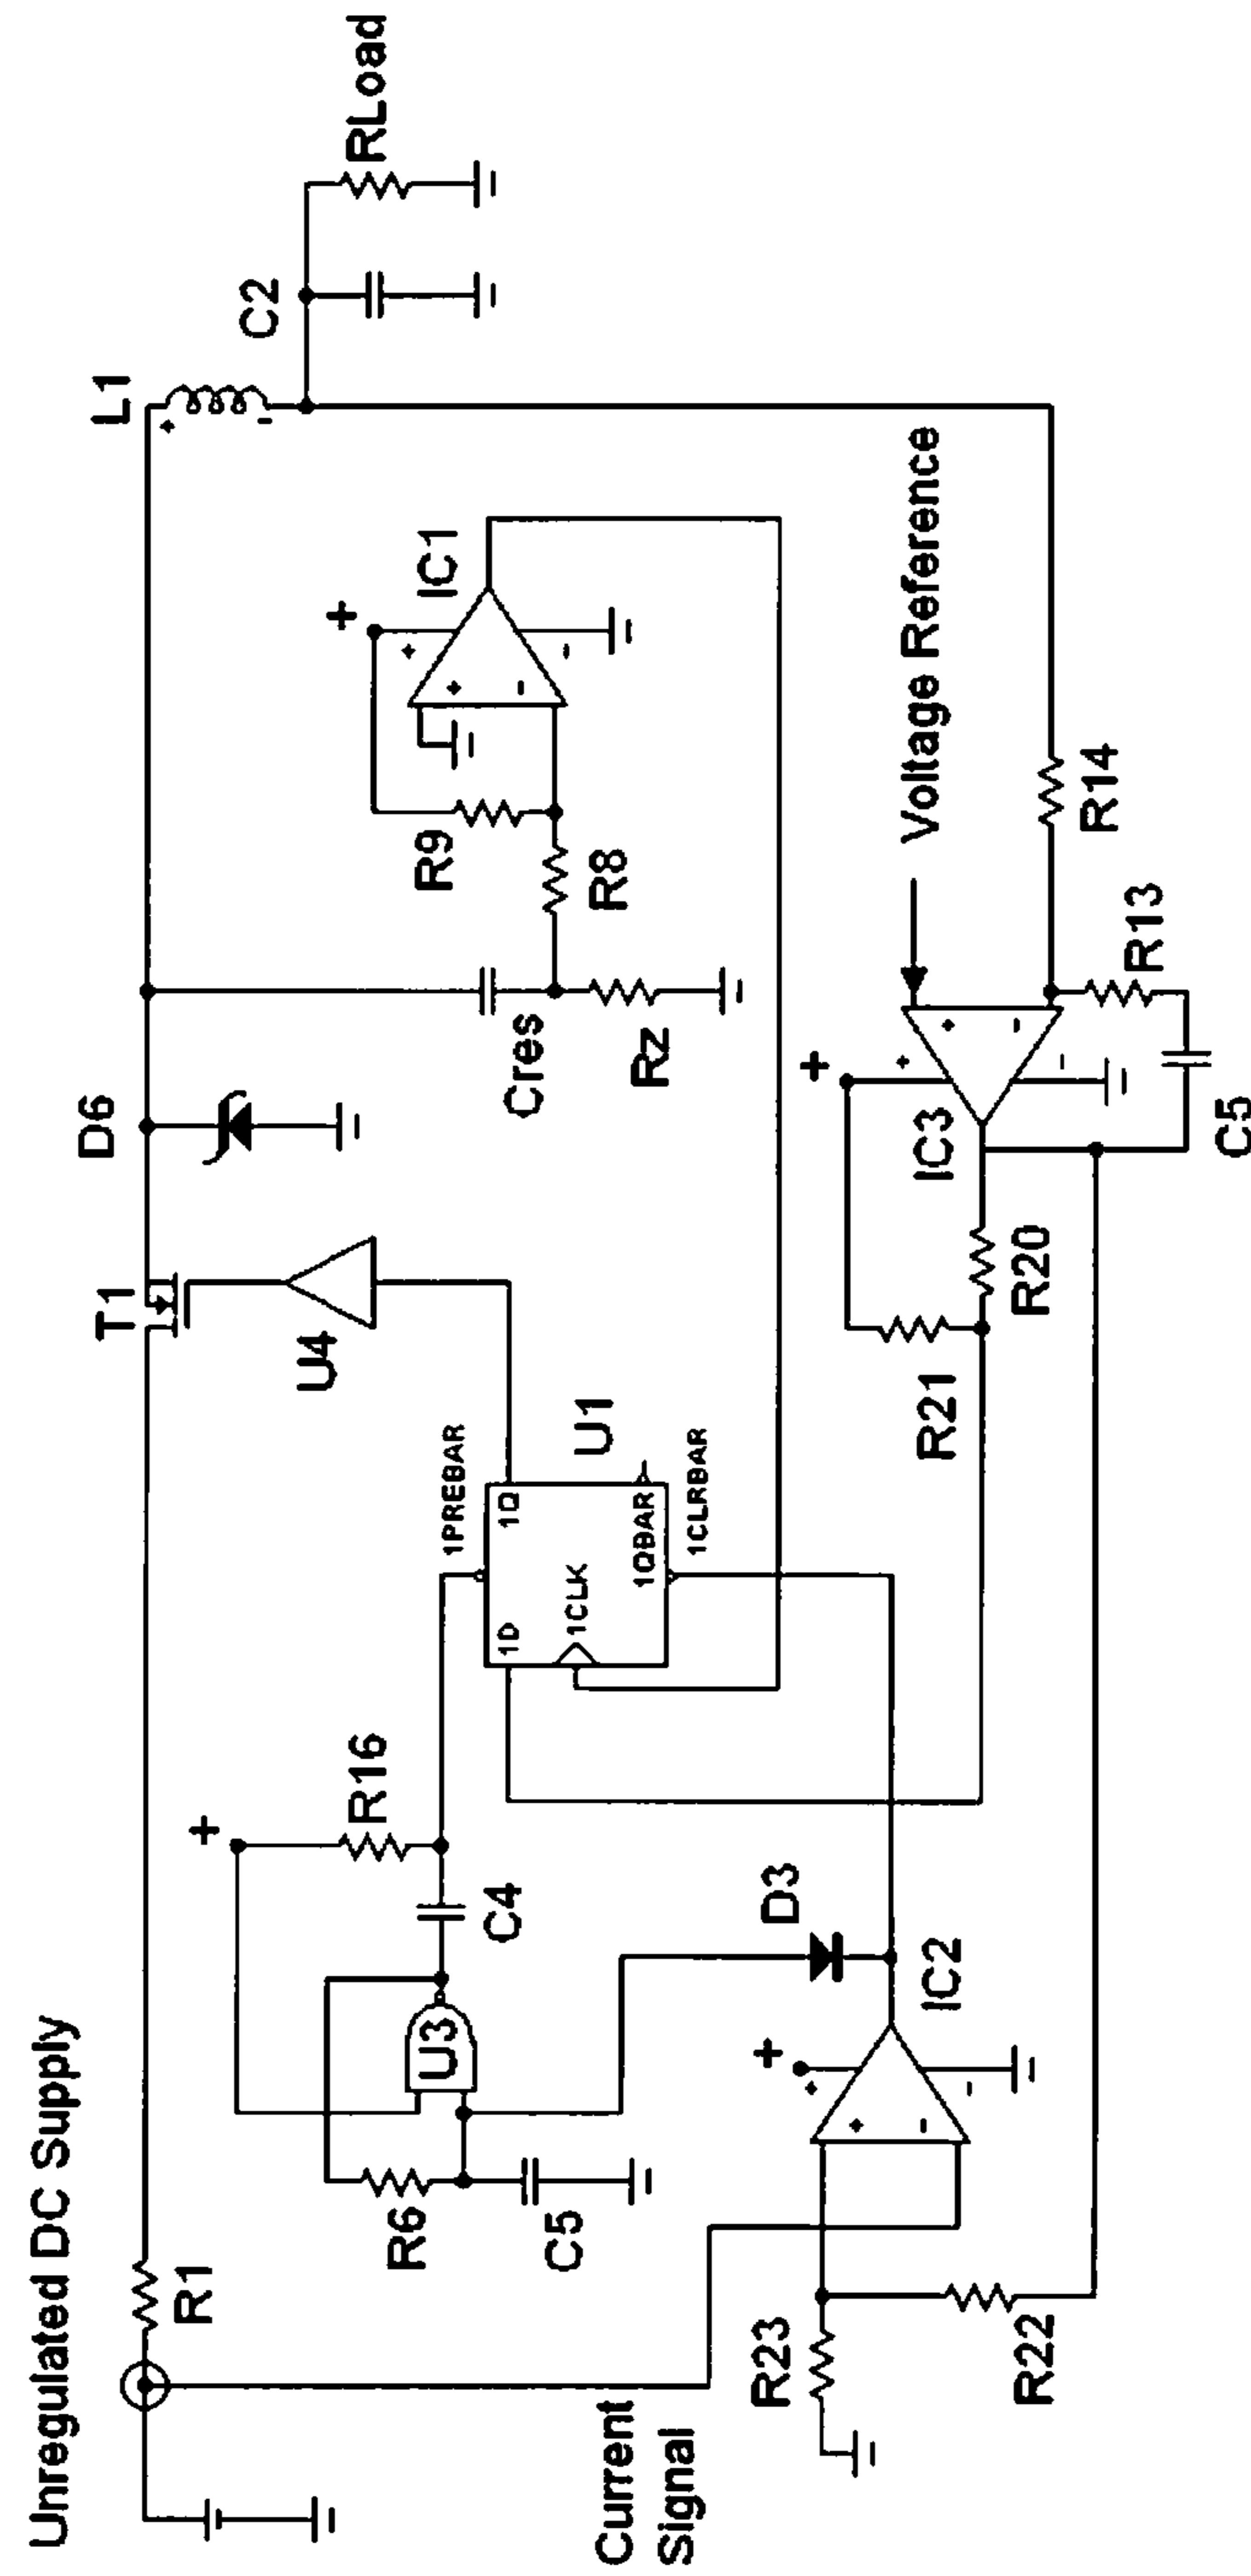 Unregulated DC Supply
R1
T1
D6
L1
C2
RLoad
+
-
U4
Cres
Rz
R8
R9
IC1
+
+
+
-
-
R6
C5
U3
C4
R16
+
1PREBAR
1D
1Q
1CLK
1QBAR
U1
1CLRBAR
Current
Signal
R23
R22
IC2
+
+
+
-
-
D3
R21
R20
IC3
+
+
+
-
-
Voltage Reference
R14
R13
C5